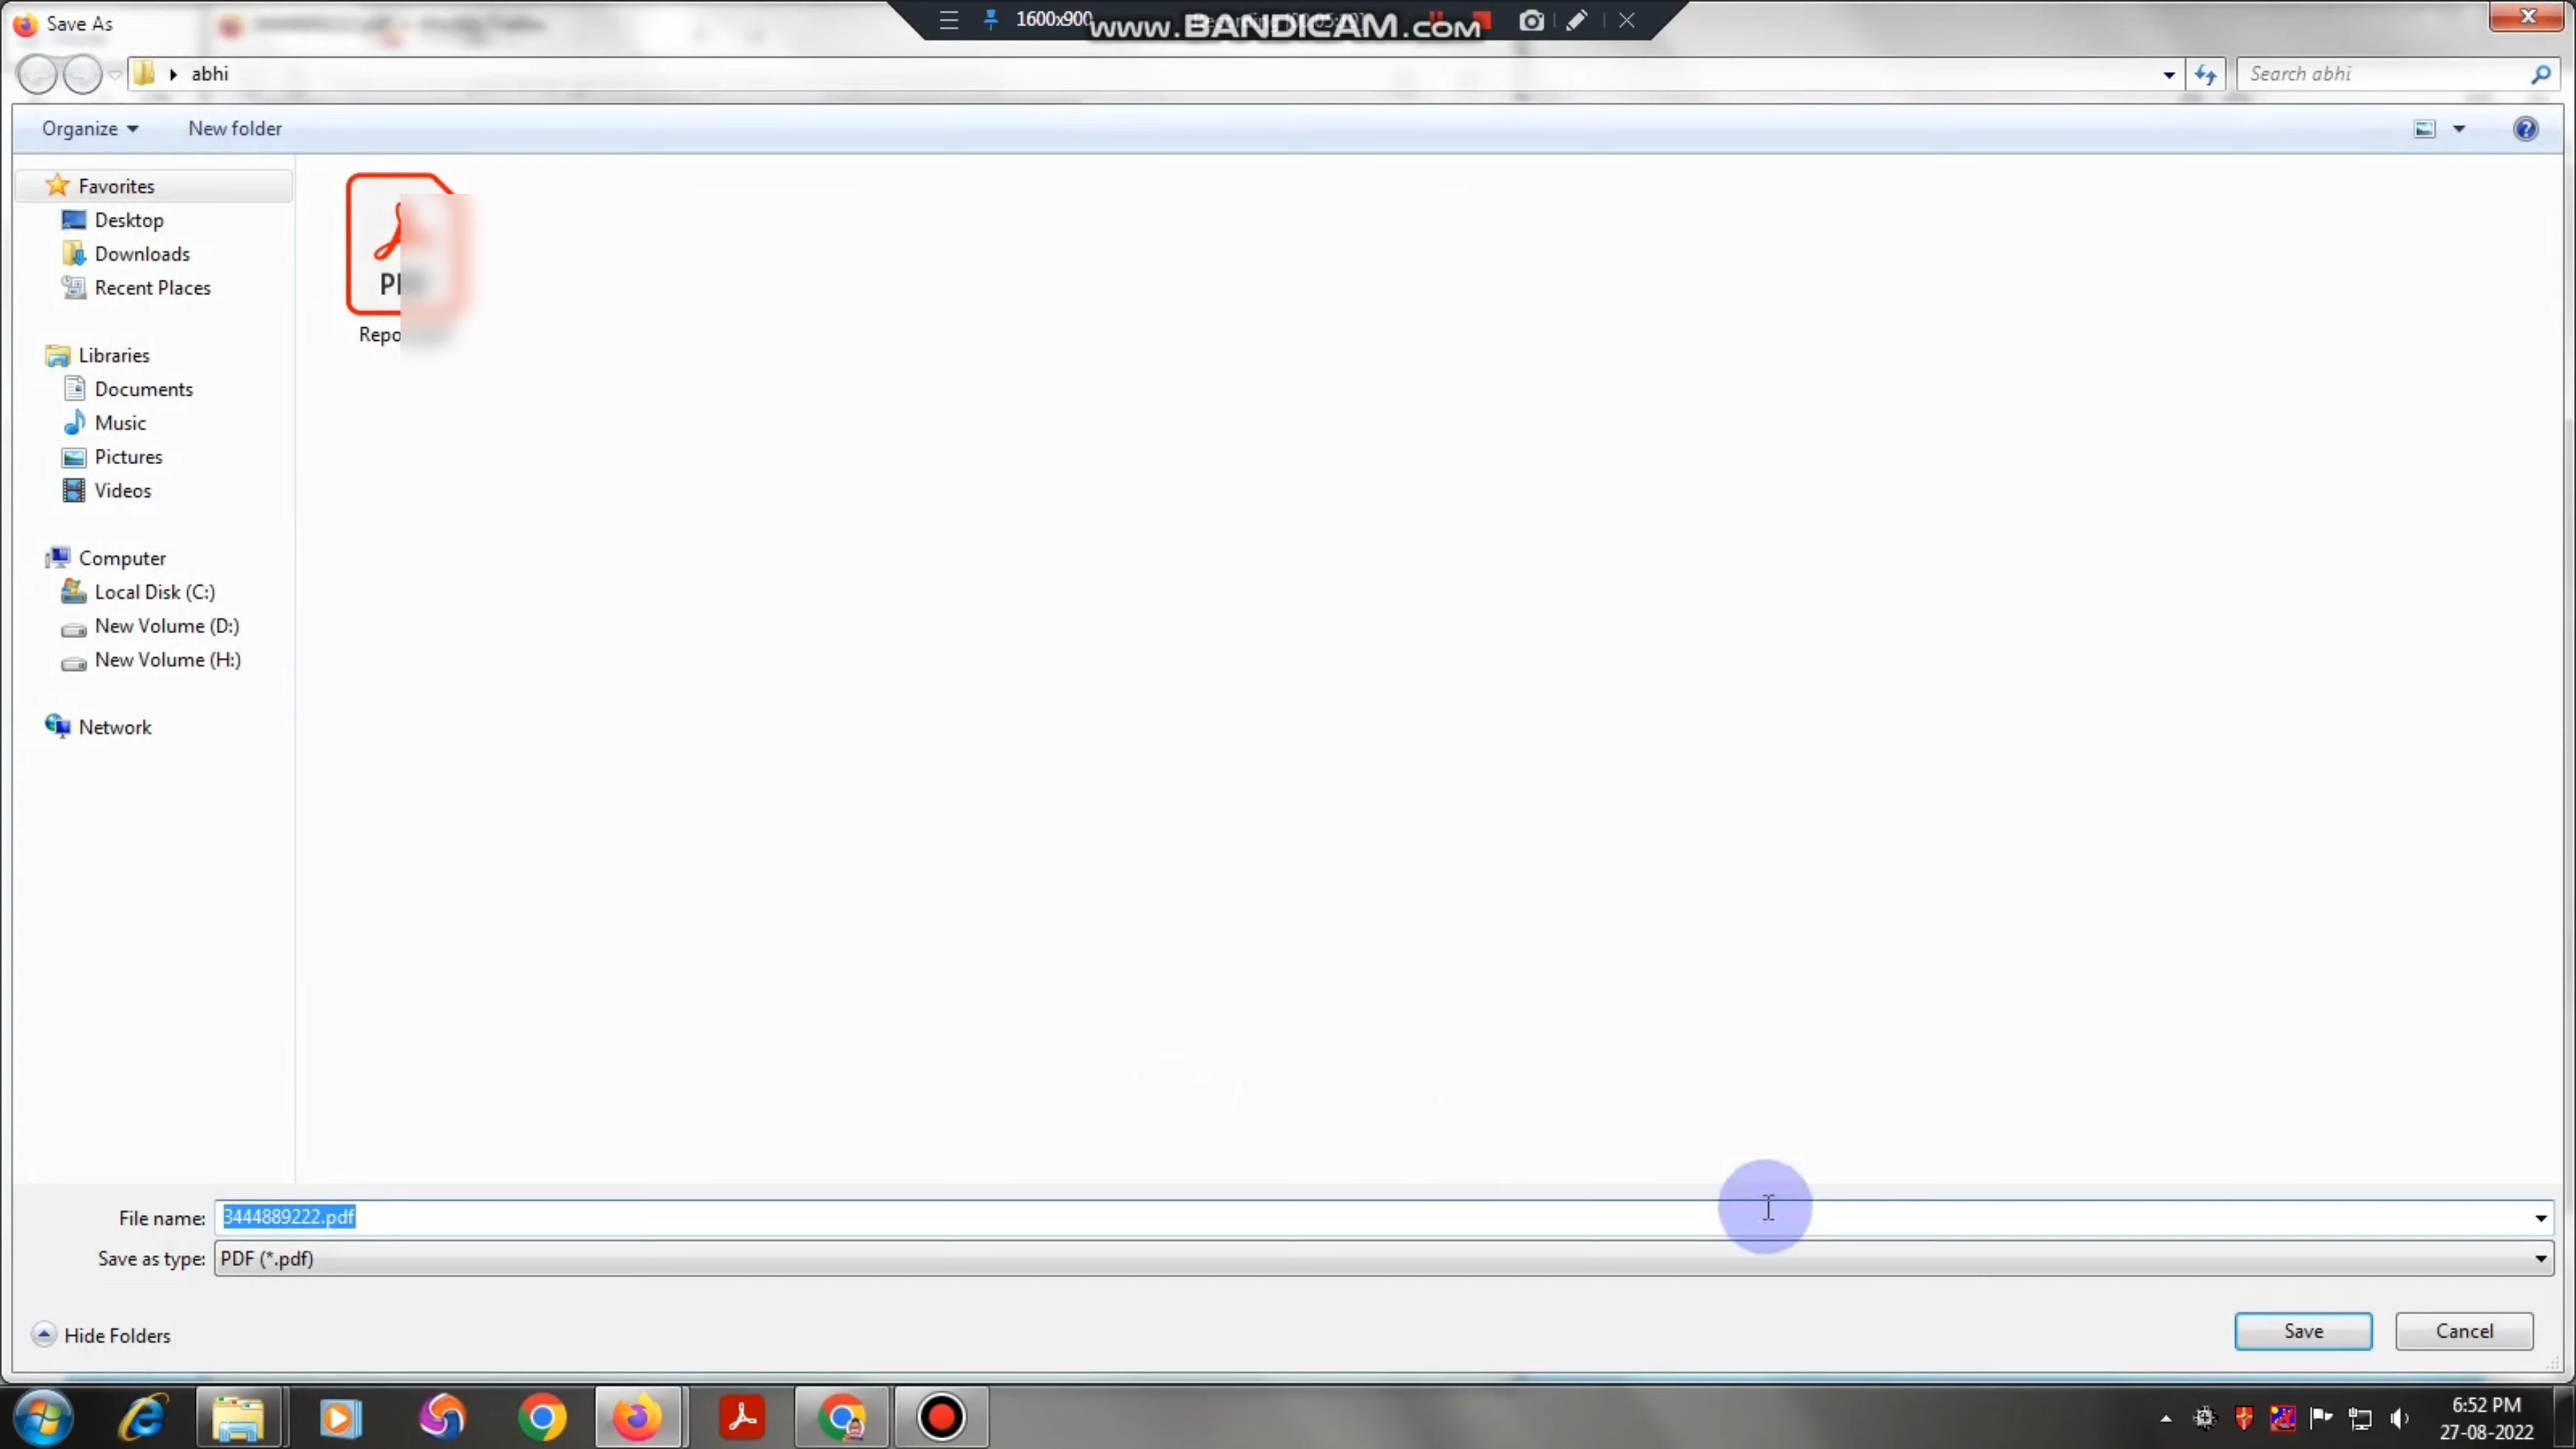 Save As
1600x900
www.BANDICAM.com
abhi
Search abhi
Organize
New folder
Favorites
Desktop
Downloads
Recent Places
Libraries
Documents
Music
Pictures
Videos
Computer
Local Disk (C:)
New Volume (D:)
New Volume (H:)
Network
File name: 3444889222.pdf
Save as type: PDF (*.pdf)
Hide Folders
Save
Cancel
6:52 PM
27-08-2022